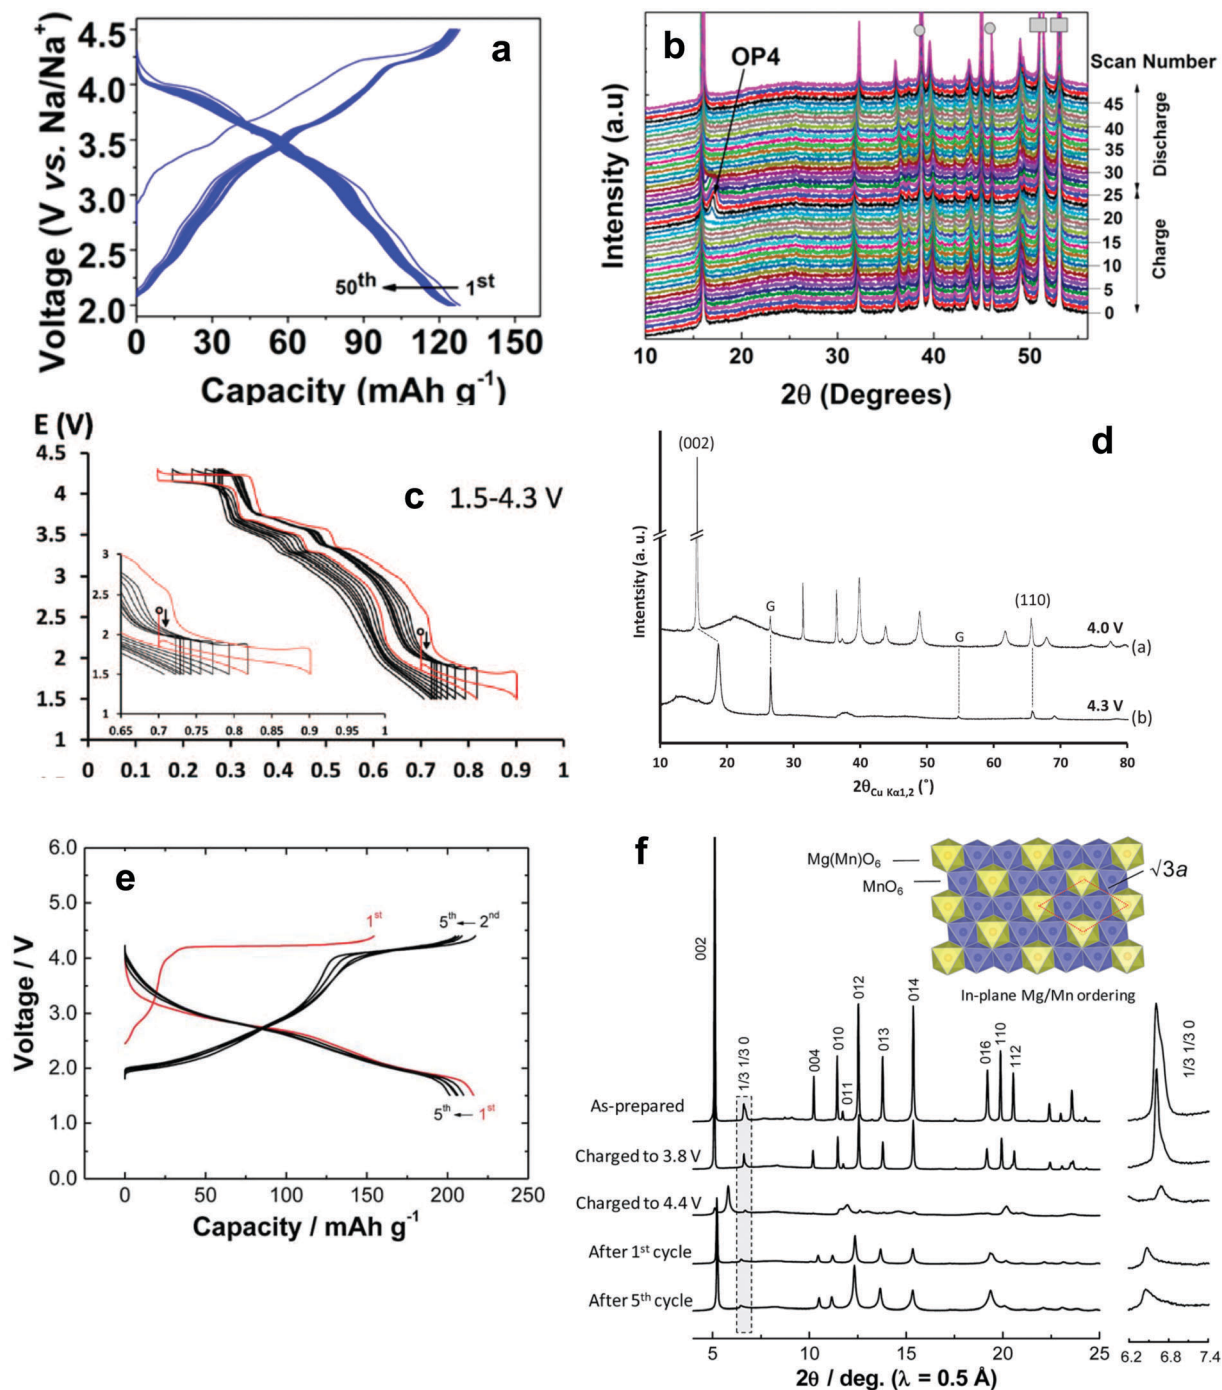 a
Voltage (V vs. Na/Na+)
4.5
4.0
3.5
3.0
2.5
2.0
50th
1st
0
30
60
90
120
150
Capacity (mAh g-1)
b
OP4
Intensity (a.u)
Scan Number
45
40
35
30
25
20
15
10
5
0
Discharge
Charge
10
20
30
40
50
2θ (Degrees)
E (V)
c
1.5-4.3 V
4.5
4
3.5
3
2.5
2
1.5
1
3
2.5
2
1.5
1
0.65
0.7
0.75
0.8
0.85
0.9
0.95
1
0
0.1
0.2
0.3
0.4
0.5
0.6
0.7
0.8
0.9
1
d
(002)
Intentsity (a. u.)
G
G
(110)
4.0 V
(a)
4.3 V
(b)
10
20
30
40
50
60
70
80
2θCu Kα1,2 (°)
e
Voltage / V
6.0
5.0
4.0
3.0
2.0
1.0
0.0
1st
5th
2nd
5th
1st
0
50
100
150
200
250
Capacity / mAh g-1
f
Mg(Mn)O6
MnO6
√3a
In-plane Mg/Mn ordering
002
1/3 1/3 0
004
010
011
012
013
014
016
110
112
1/3 1/3 0
As-prepared
Charged to 3.8 V
Charged to 4.4 V
After 1st cycle
After 5th cycle
5
10
15
20
25
6.2
6.8
7.4
2θ / deg. (λ = 0.5 Å)